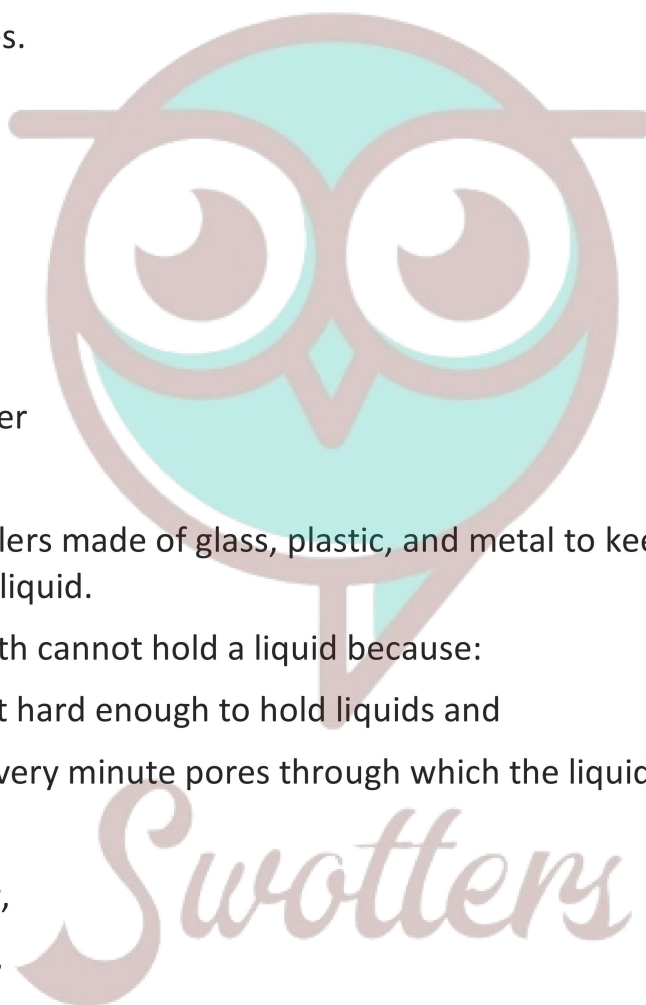 s.
er
lers made of glass, plastic, and metal to kee
liquid.
th cannot hold a liquid because:
t hard enough to hold liquids and
very minute pores through which the liquid
,
.
Swotters